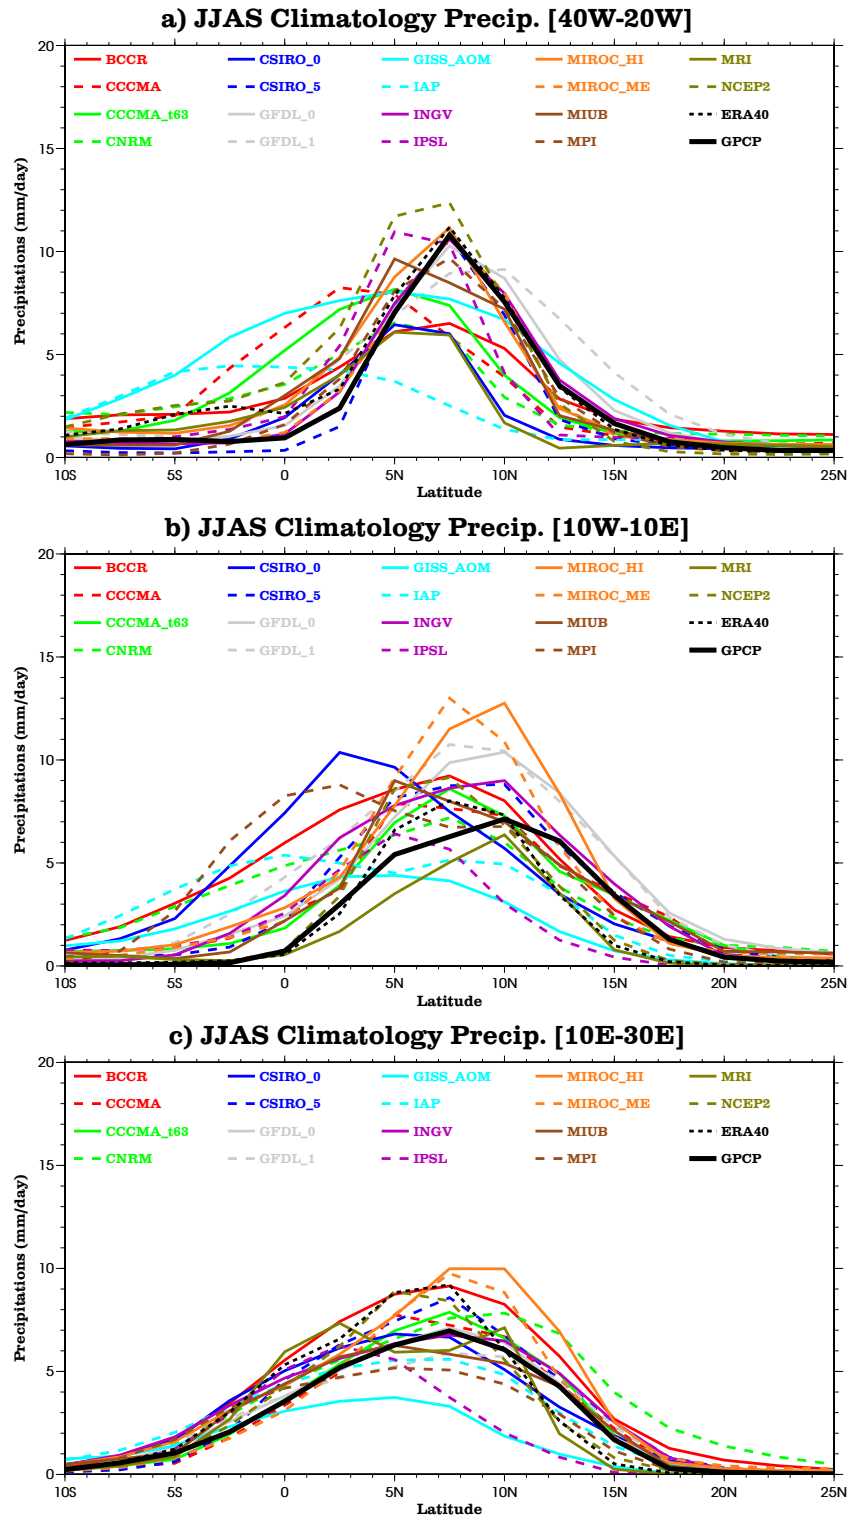 a) JJAS Climatology Precip. [40W-20W]
20
BCCR CSIRO_0 GISS_AOM MIROC_HI MRI
CCCMA CSIRO_5 IAP MIROC_ME NCEP2
CCCMA_t63 GFDL_0 INGV MIUB ERA40
CNRM GFDL_1 IPSL MPI GPCP
15
10
5
0
Precipitations (mm/day)
10S 5S 0 5N 10N 15N 20N 25N
Latitude
b) JJAS Climatology Precip. [10W-10E]
20
BCCR CSIRO_0 GISS_AOM MIROC_HI MRI
CCCMA CSIRO_5 IAP MIROC_ME NCEP2
CCCMA_t63 GFDL_0 INGV MIUB ERA40
CNRM GFDL_1 IPSL MPI GPCP
15
10
5
0
Precipitations (mm/day)
10S 5S 0 5N 10N 15N 20N 25N
Latitude
c) JJAS Climatology Precip. [10E-30E]
20
BCCR CSIRO_0 GISS_AOM MIROC_HI MRI
CCCMA CSIRO_5 IAP MIROC_ME NCEP2
CCCMA_t63 GFDL_0 INGV MIUB ERA40
CNRM GFDL_1 IPSL MPI GPCP
15
10
5
0
Precipitations (mm/day)
10S 5S 0 5N 10N 15N 20N 25N
Latitude